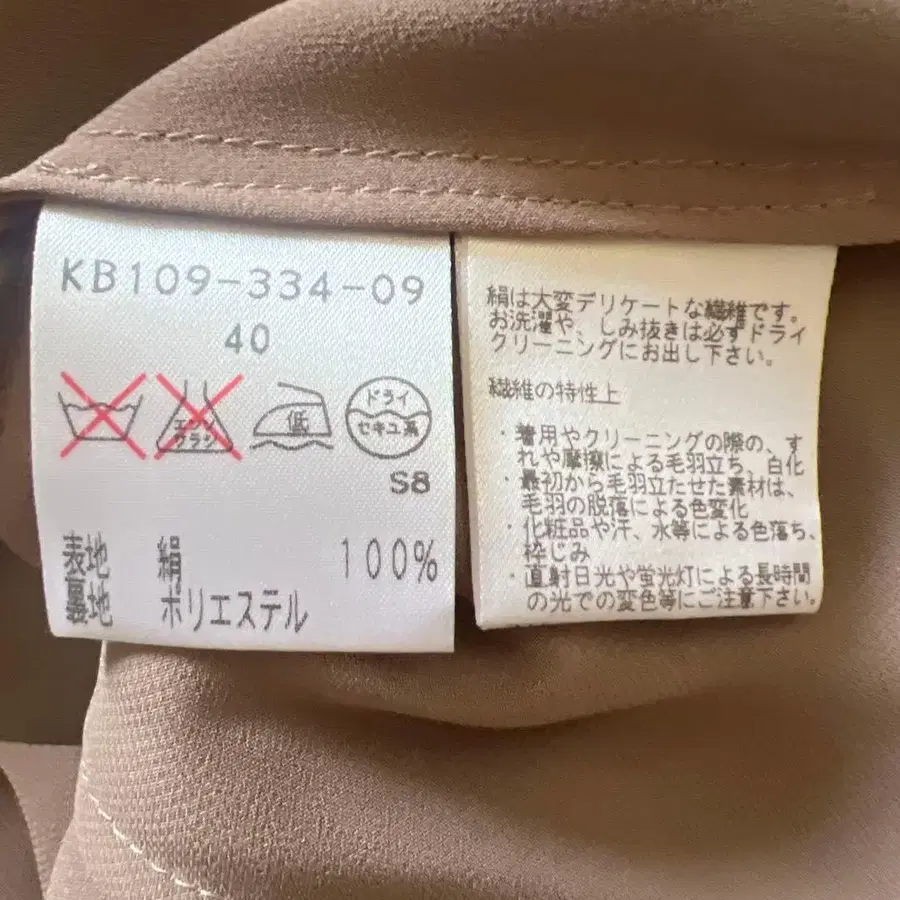 KB109-334-09
40
エンソ
サラシ
低
ドライ
セキユ系
S8
表地 絹 100%
裏地 ポリエステル
絹は大変デリケートな繊維です。
お洗濯や、しみ抜きは必ずドライ
クリーニングにお出し下さい。
繊維の特性上
・着用やクリーニングの際の、す
れや摩擦による毛羽立ち、白化
・最初から毛羽立たせた素材は、
毛羽の脱落による色変化
・化粧品や汗、水等による色落ち、
枠じみ
・直射日光や蛍光灯による長時間
の光での変色等にご注意下さい。